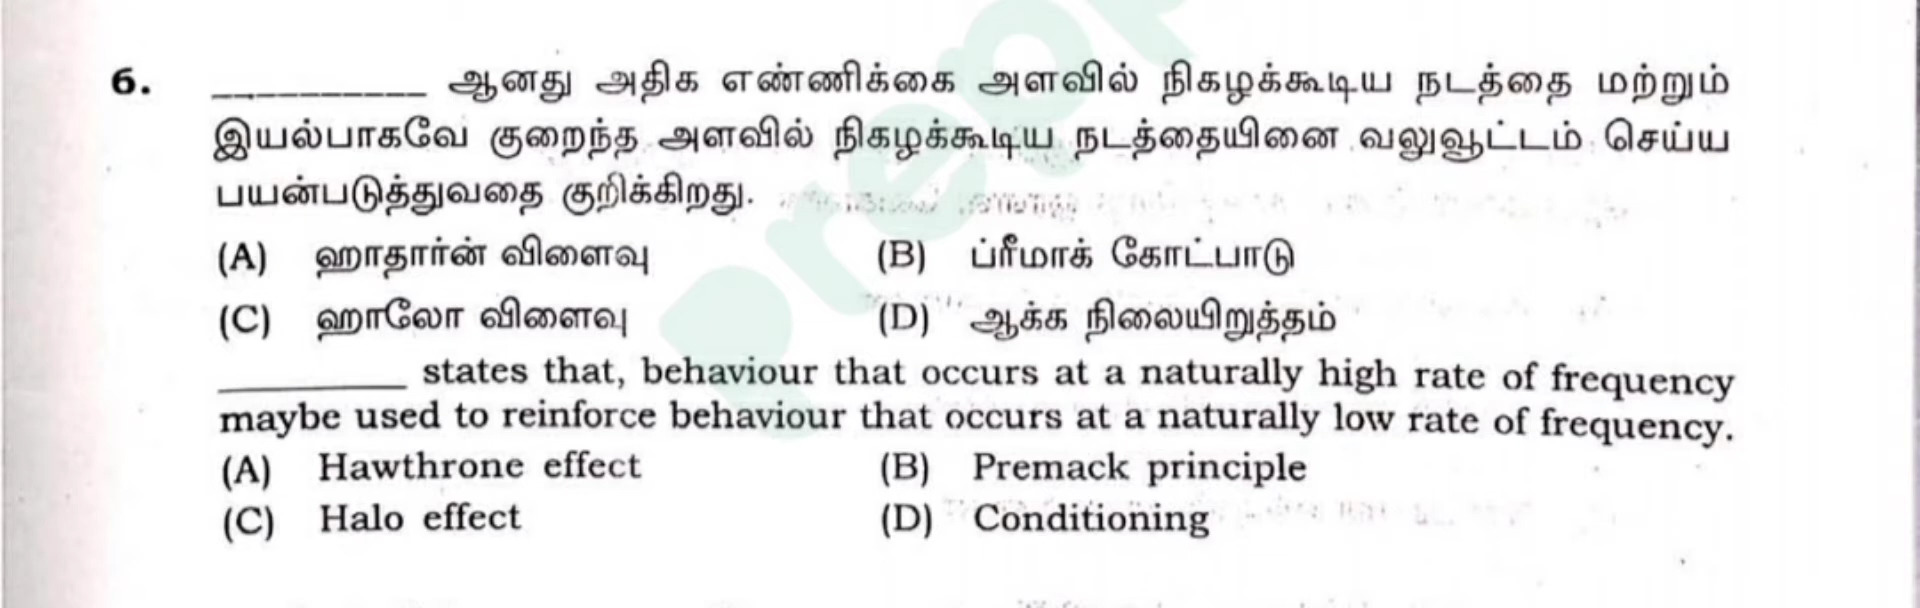 6. __________ ஆனது அதிக எண்ணிக்கை அளவில் நிகழக்கூடிய நடத்தை மற்றும்
இயல்பாகவே குறைந்த அளவில் நிகழக்கூடிய நடத்தையினை வலுவூட்டம் செய்ய
பயன்படுத்துவதை குறிக்கிறது.
(A) ஹாதார்ன் விளைவு (B) ப்ரீமாக் கோட்பாடு
(C) ஹாலோ விளைவு (D) ஆக்க நிலையிறுத்தம்
__________ states that, behaviour that occurs at a naturally high rate of frequency
maybe used to reinforce behaviour that occurs at a naturally low rate of frequency.
(A) Hawthrone effect (B) Premack principle
(C) Halo effect (D) Conditioning